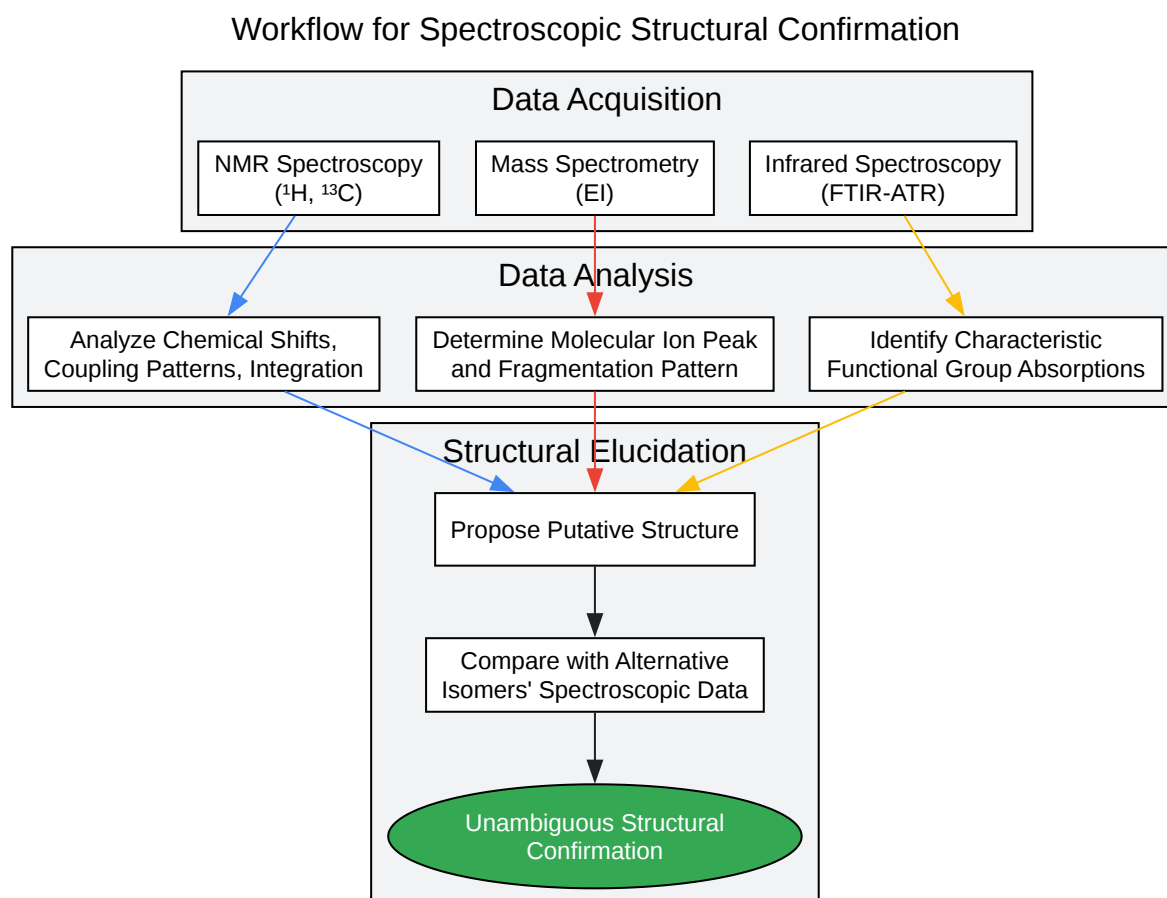 Workflow for Spectroscopic Structural Confirmation
Data Acquisition
NMR Spectroscopy
(¹H, ¹³C)
Mass Spectrometry
(EI)
Infrared Spectroscopy
(FTIR-ATR)
Data Analysis
Analyze Chemical Shifts,
Coupling Patterns, Integration
Determine Molecular Ion Peak
and Fragmentation Pattern
Identify Characteristic
Functional Group Absorptions
Structural Elucidation
Propose Putative Structure
Compare with Alternative
Isomers' Spectroscopic Data
Unambiguous Structural
Confirmation